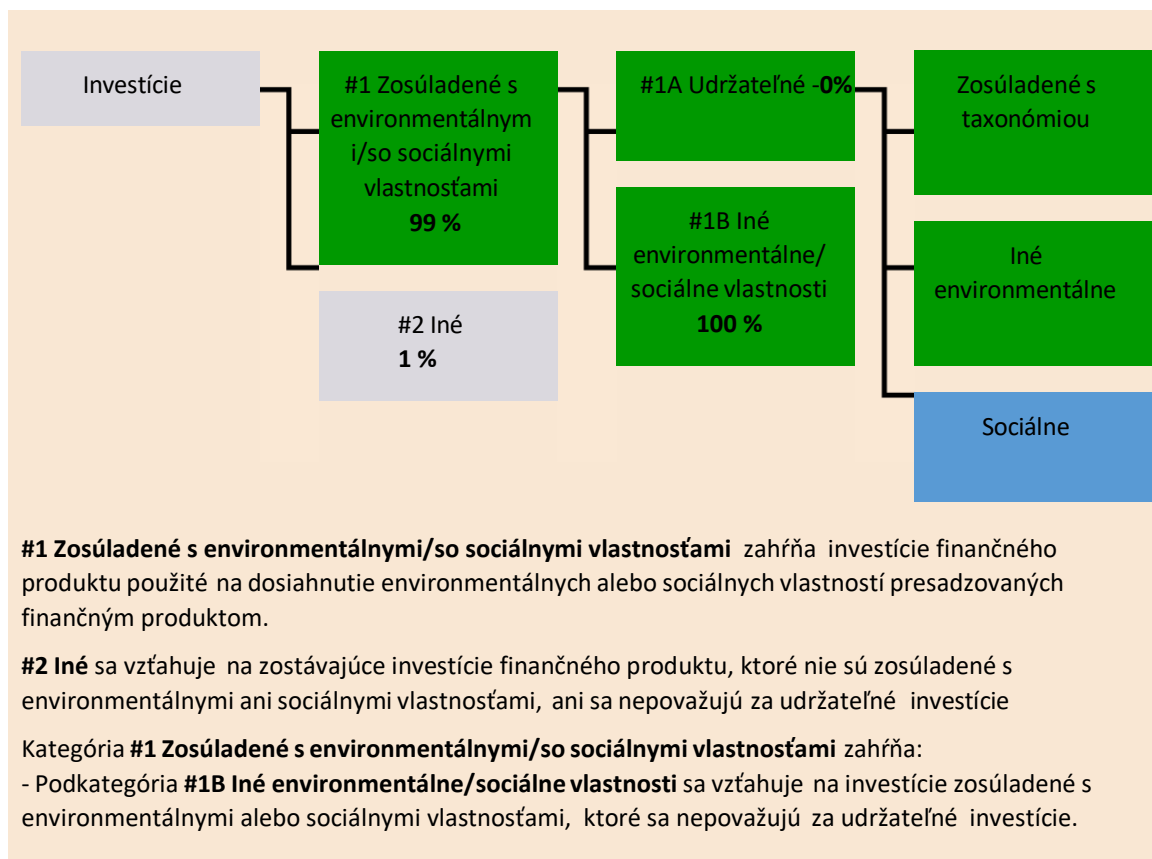 Investície
#1 Zosúladené s
environmentálnym
i/so sociálnymi
vlastnosťami
99 %
#2 Iné
1 %
#1A Udržateľné -0%
#1B Iné
environmentálne/
sociálne vlastnosti
100 %
Zosúladené s
taxonómiou
Iné
environmentálne
Sociálne
#1 Zosúladené s environmentálnymi/so sociálnymi vlastnosťami zahŕňa investície finančného
produktu použité na dosiahnutie environmentálnych alebo sociálnych vlastností presadzovaných
finančným produktom.
#2 Iné sa vzťahuje na zostávajúce investície finančného produktu, ktoré nie sú zosúladené s
environmentálnymi ani sociálnymi vlastnosťami, ani sa nepovažujú za udržateľné investície
Kategória #1 Zosúladené s environmentálnymi/so sociálnymi vlastnosťami zahŕňa:
- Podkategória #1B Iné environmentálne/sociálne vlastnosti sa vzťahuje na investície zosúladené s
environmentálnymi alebo sociálnymi vlastnosťami, ktoré sa nepovažujú za udržateľné investície.